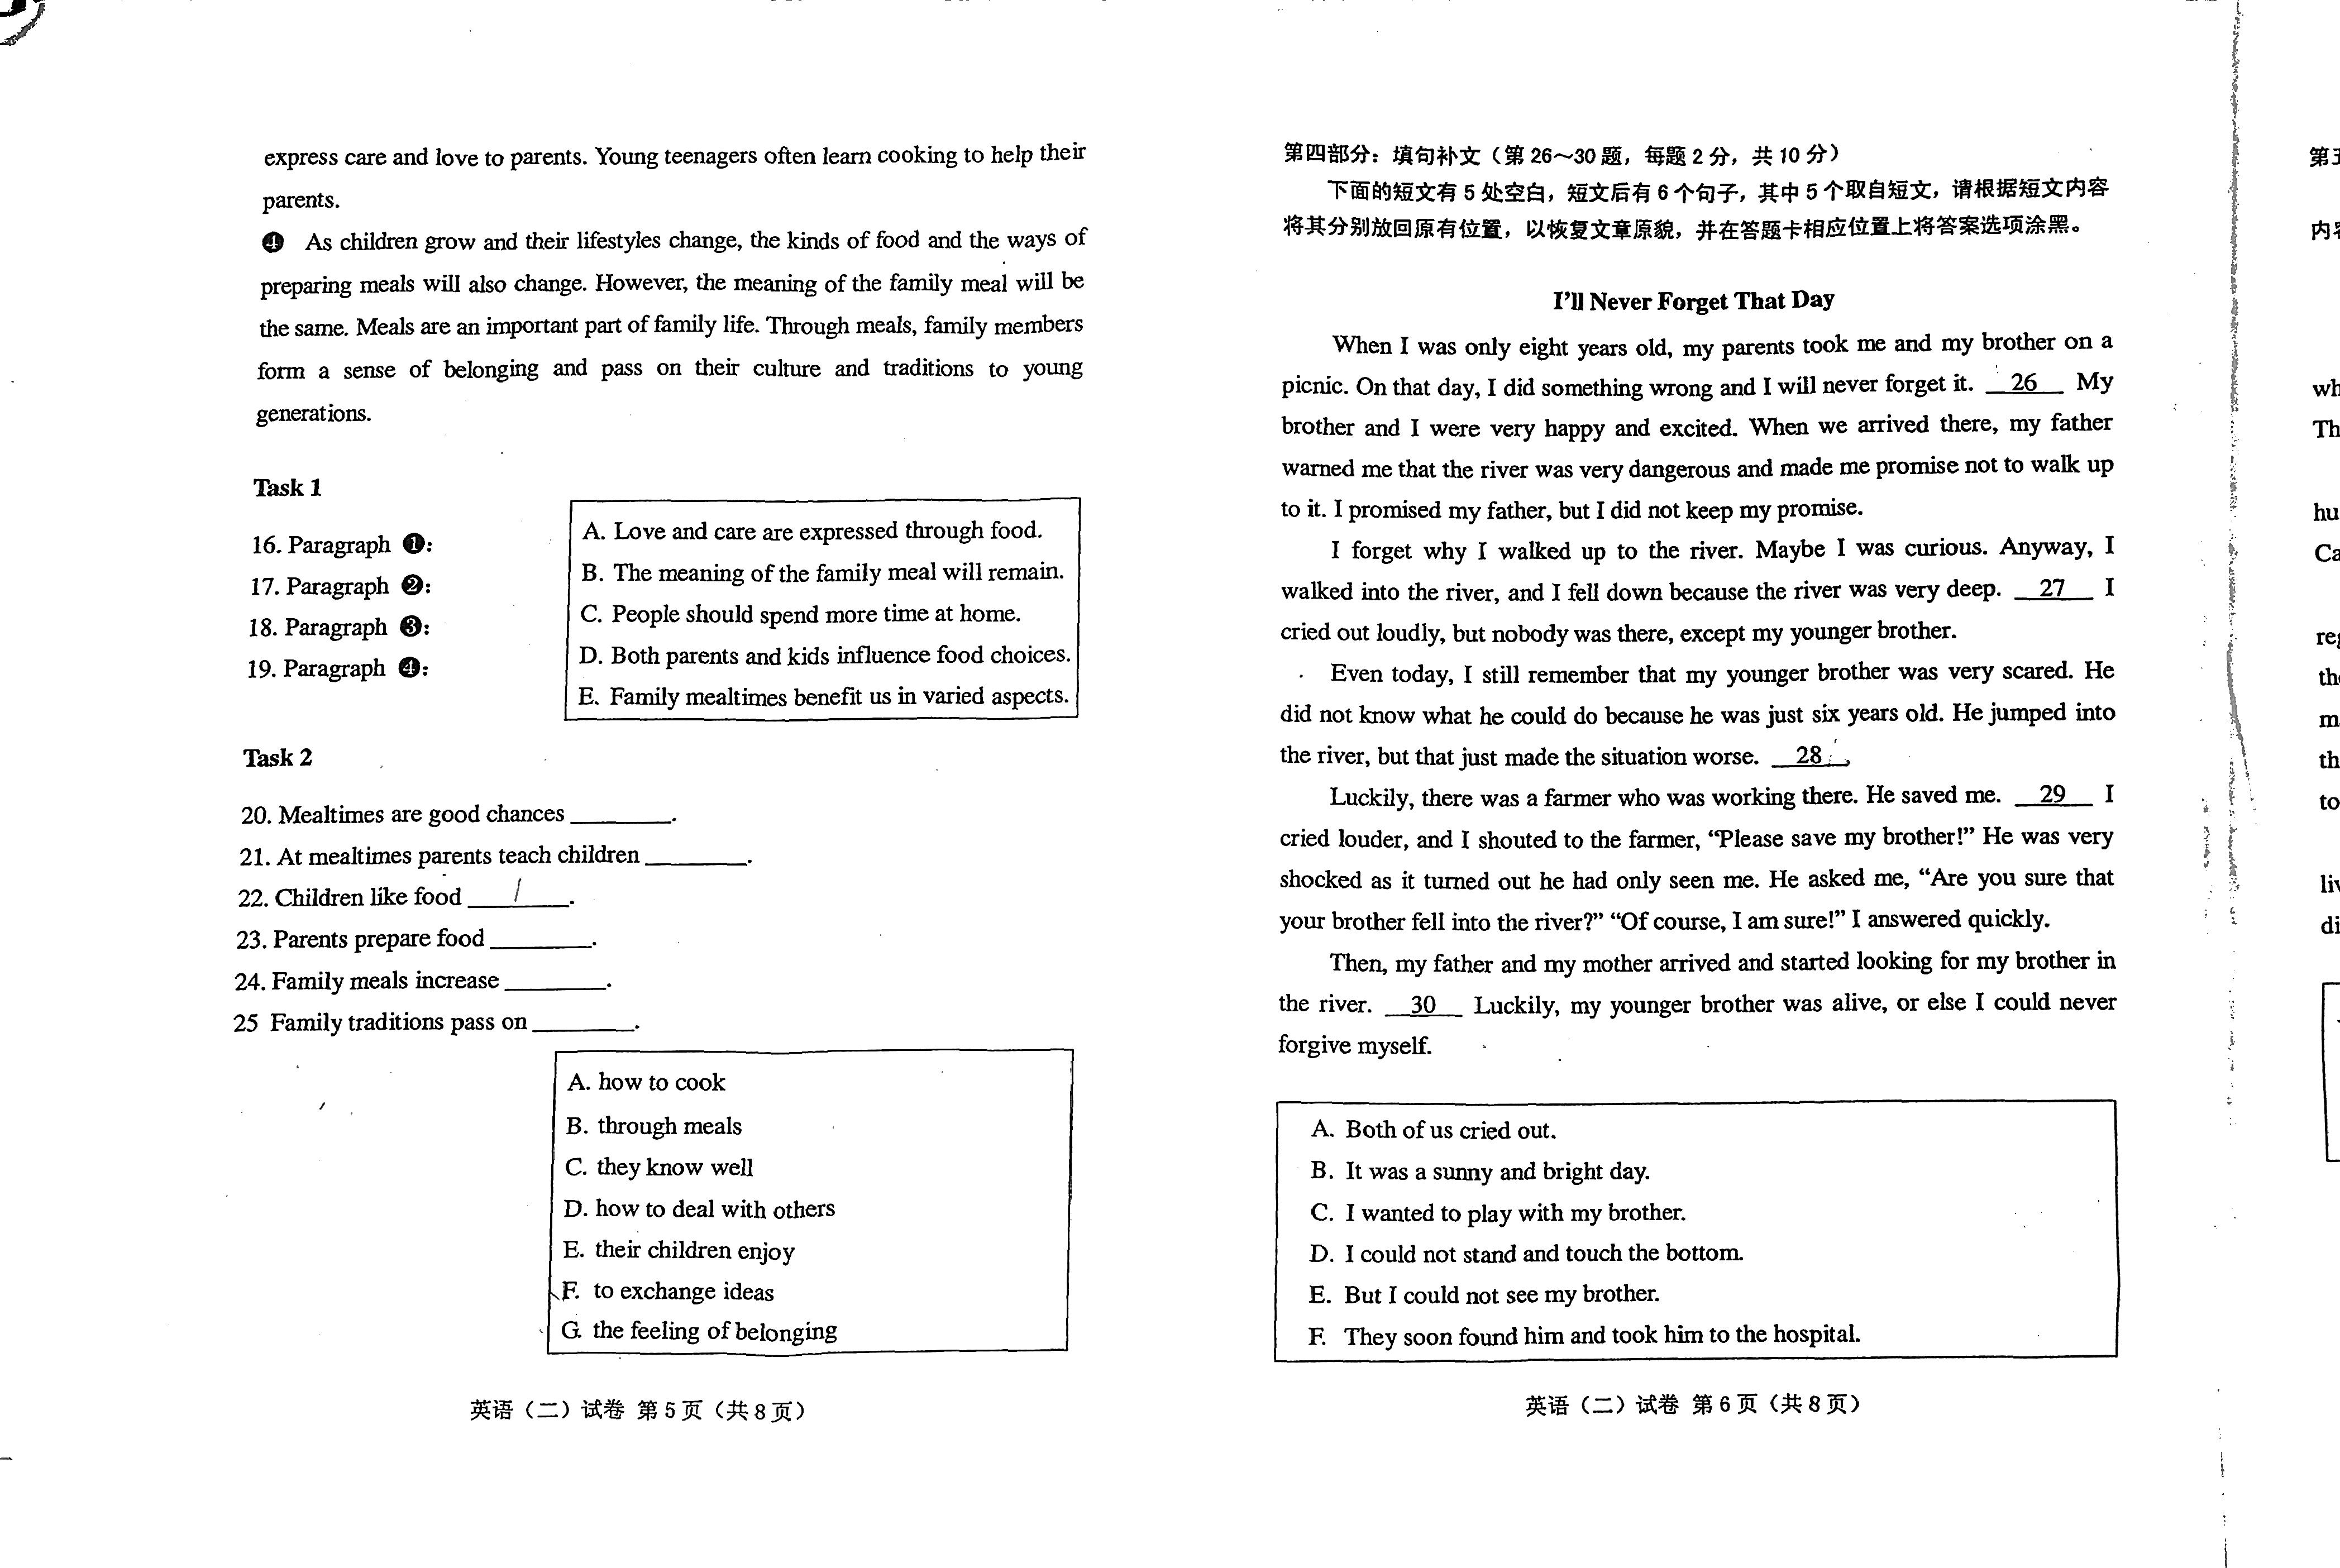 express care and love to parents. Young teenagers often learn cooking to help their
parents.
❹ As children grow and their lifestyles change, the kinds of food and the ways of
preparing meals will also change. However, the meaning of the family meal will be
the same. Meals are an important part of family life. Through meals, family members
form a sense of belonging and pass on their culture and traditions to young
generations.
Task 1
16. Paragraph ❶:
17. Paragraph ❷:
18. Paragraph ❸:
19. Paragraph ❹:
A. Love and care are expressed through food.
B. The meaning of the family meal will remain.
C. People should spend more time at home.
D. Both parents and kids influence food choices.
E. Family mealtimes benefit us in varied aspects.
Task 2
20. Mealtimes are good chances ________.
21. At mealtimes parents teach children ________.
22. Children like food ________.
23. Parents prepare food ________.
24. Family meals increase ________.
25 Family traditions pass on ________.
A. how to cook
B. through meals
C. they know well
D. how to deal with others
E. their children enjoy
F. to exchange ideas
G. the feeling of belonging
英语（二）试卷 第 5 页（共 8 页）
第四部分：填句补文（第 26～30 题，每题 2 分，共 10 分）
下面的短文有 5 处空白，短文后有 6 个句子，其中 5 个取自短文，请根据短文内容
将其分别放回原有位置，以恢复文章原貌，并在答题卡相应位置上将答案选项涂黑。
I'll Never Forget That Day
When I was only eight years old, my parents took me and my brother on a
picnic. On that day, I did something wrong and I will never forget it. __26__ My
brother and I were very happy and excited. When we arrived there, my father
warned me that the river was very dangerous and made me promise not to walk up
to it. I promised my father, but I did not keep my promise.
I forget why I walked up to the river. Maybe I was curious. Anyway, I
walked into the river, and I fell down because the river was very deep. __27__ I
cried out loudly, but nobody was there, except my younger brother.
Even today, I still remember that my younger brother was very scared. He
did not know what he could do because he was just six years old. He jumped into
the river, but that just made the situation worse. __28__
Luckily, there was a farmer who was working there. He saved me. __29__ I
cried louder, and I shouted to the farmer, “Please save my brother!” He was very
shocked as it turned out he had only seen me. He asked me, “Are you sure that
your brother fell into the river?” “Of course, I am sure!” I answered quickly.
Then, my father and my mother arrived and started looking for my brother in
the river. __30__ Luckily, my younger brother was alive, or else I could never
forgive myself.
A. Both of us cried out.
B. It was a sunny and bright day.
C. I wanted to play with my brother.
D. I could not stand and touch the bottom.
E. But I could not see my brother.
F. They soon found him and took him to the hospital.
英语（二）试卷 第 6 页（共 8 页）